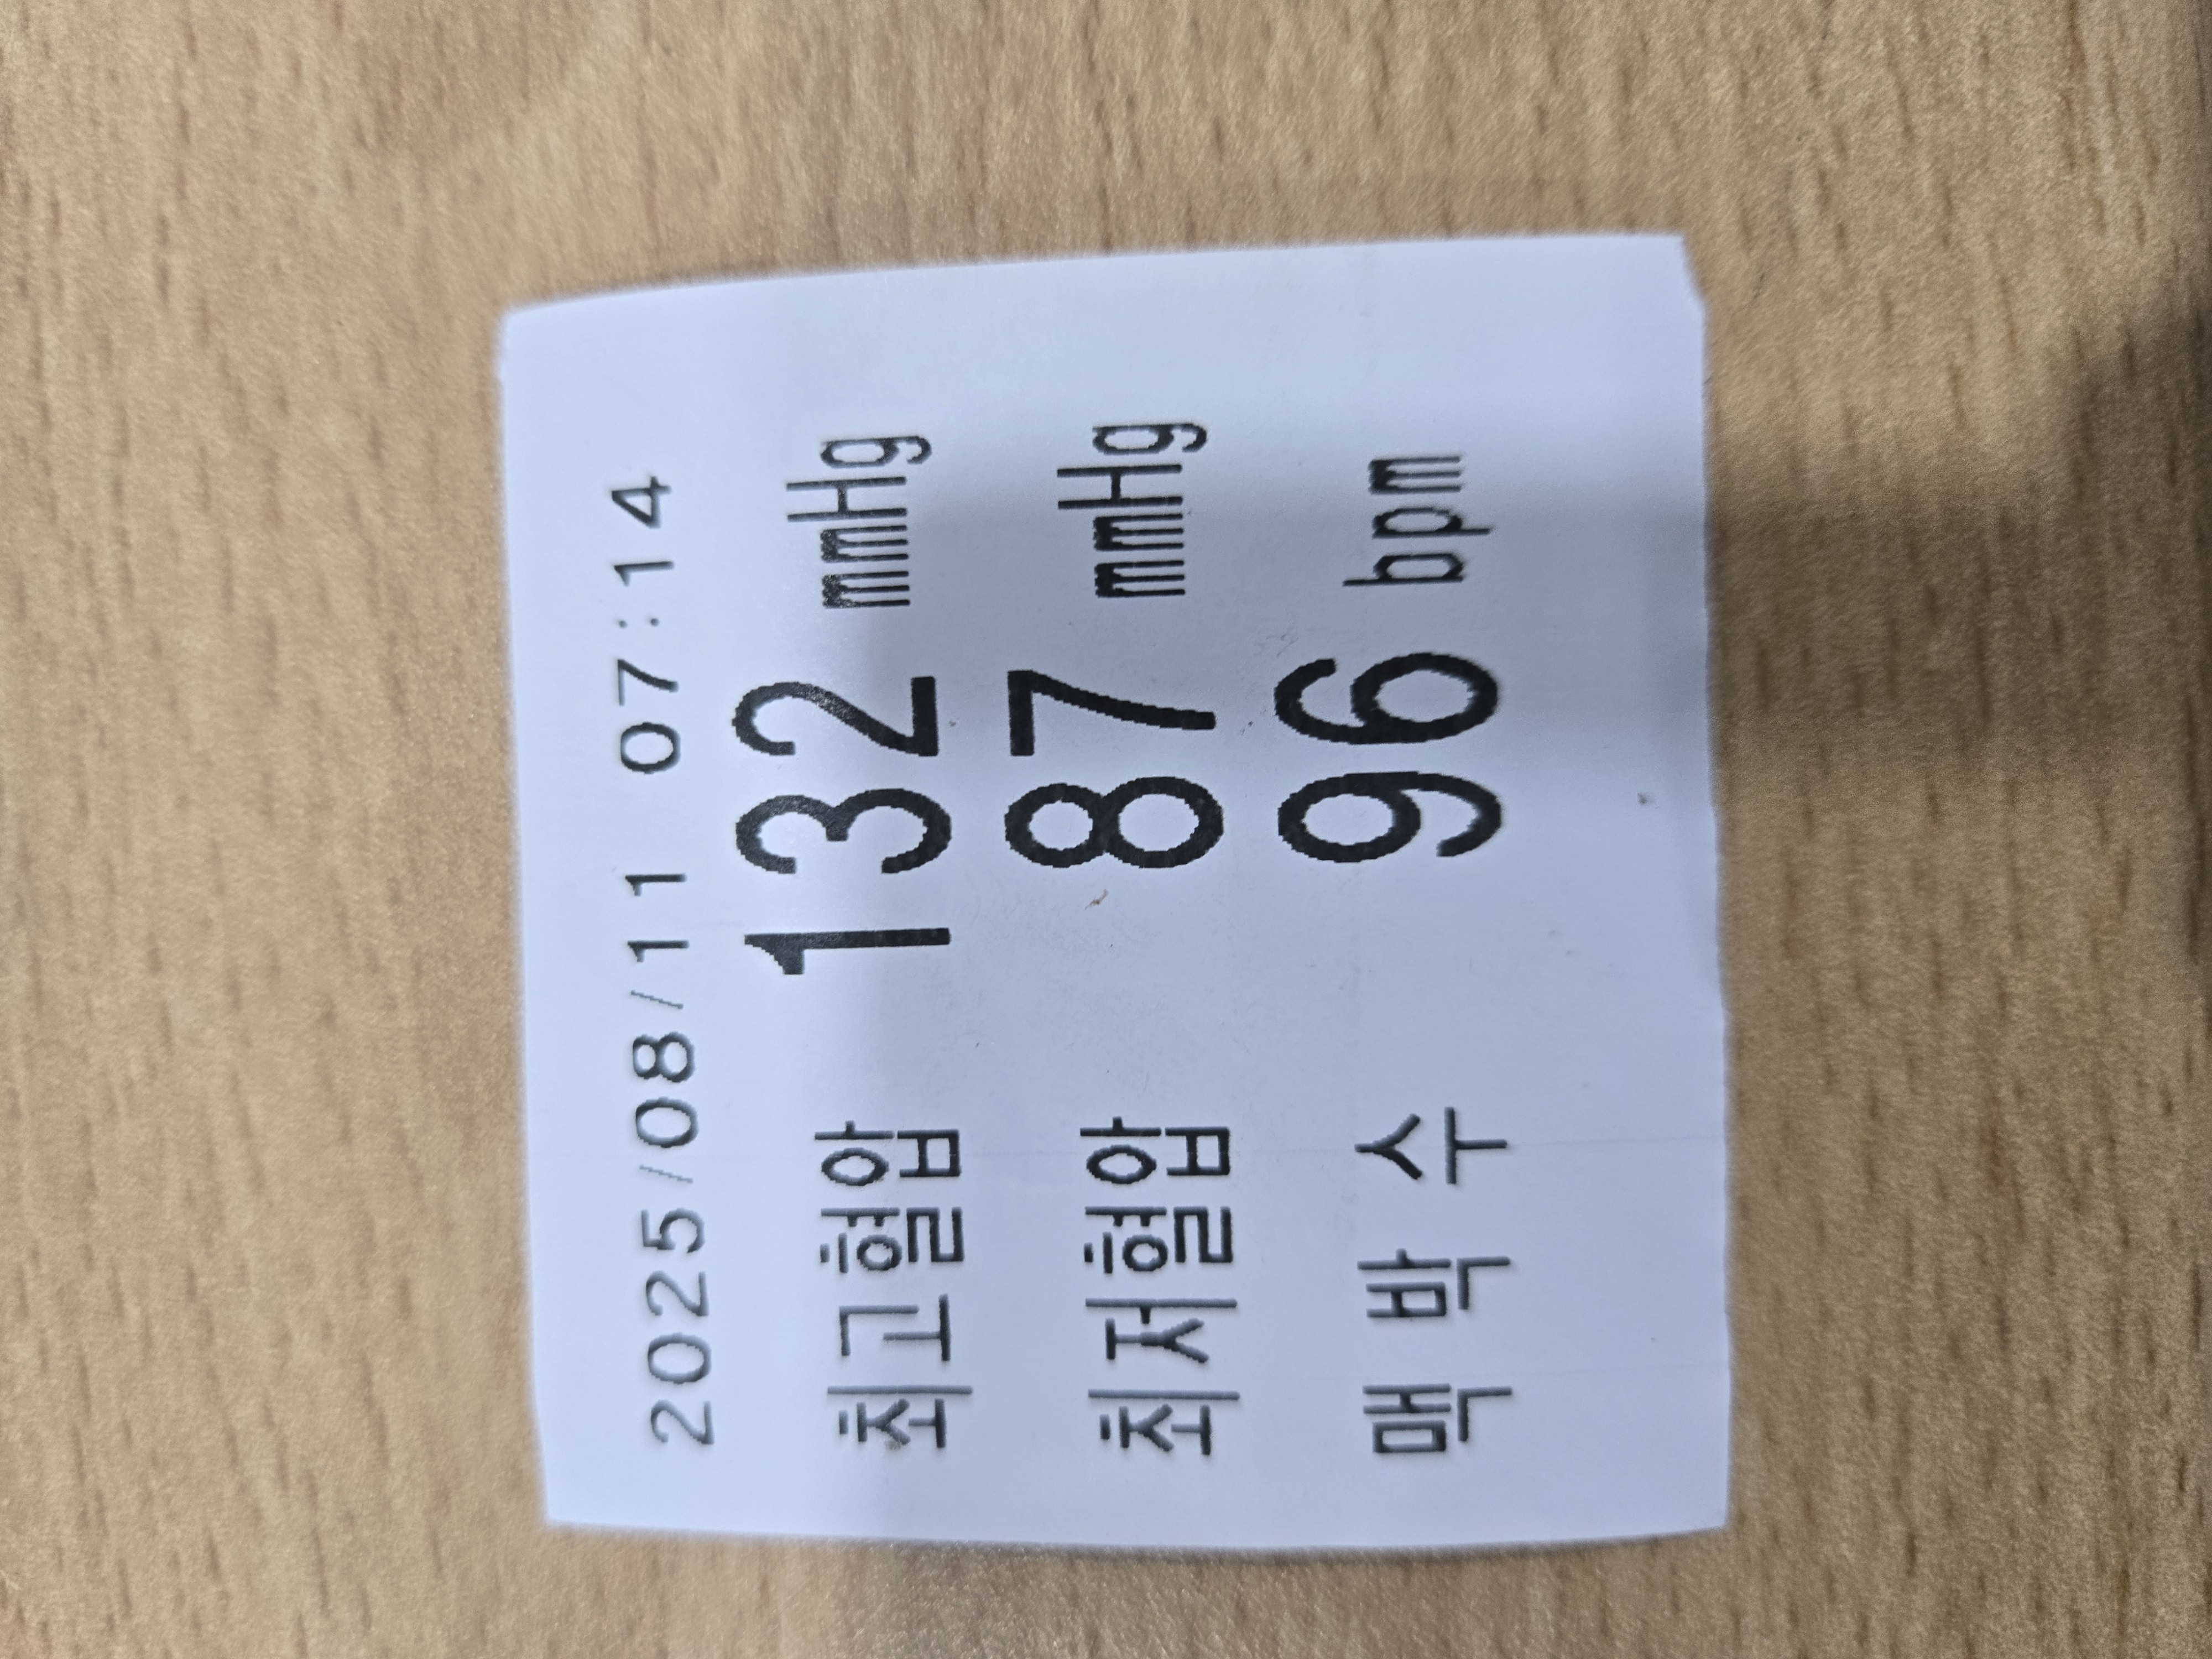 2025/08/11 07:14
최고혈압 132 mmHg
최저혈압 87 mmHg
맥 박 수 96 bpm